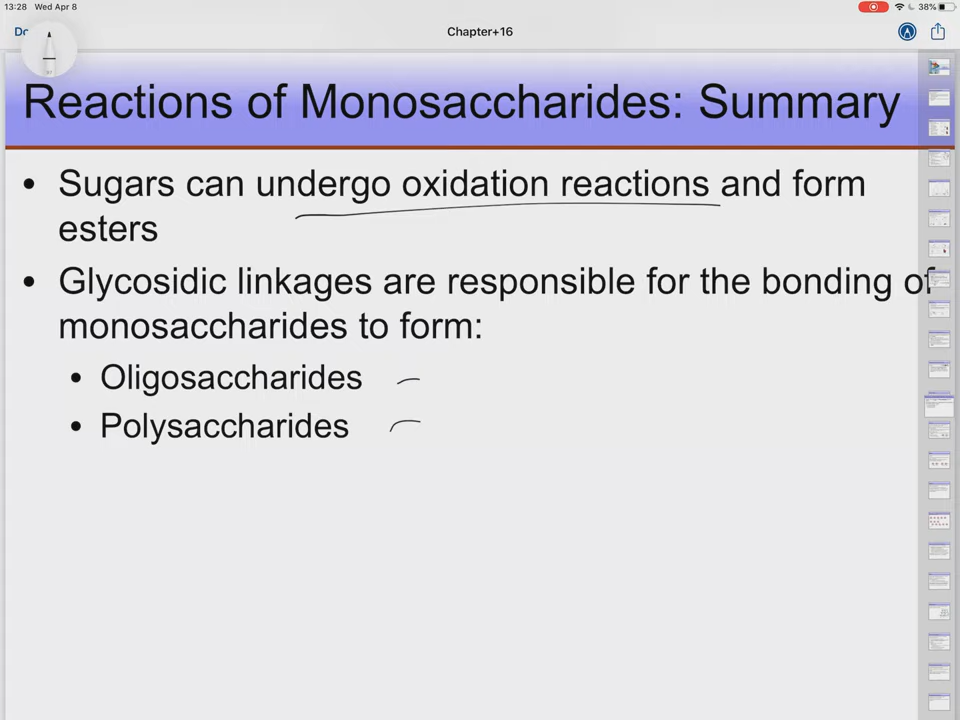 13:28 Wed Apr 8 38%
Chapter+16
Reactions of Monosaccharides: Summary
• Sugars can undergo oxidation reactions and form
esters
• Glycosidic linkages are responsible for the bonding of
monosaccharides to form:
• Oligosaccharides
• Polysaccharides